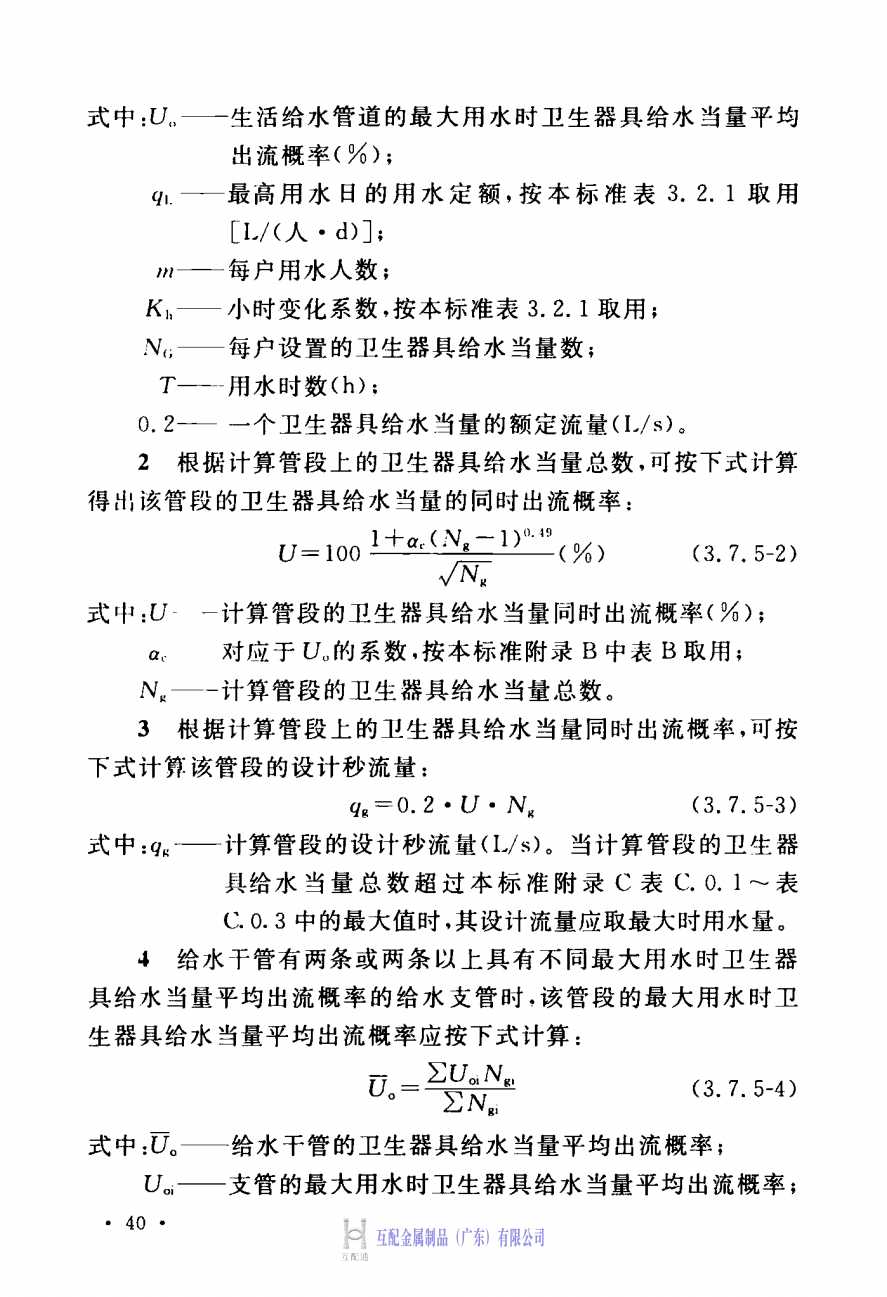 式中:Uₒ——生活给水管道的最大用水时卫生器具给水当量平均
出流概率(%);
q_L——最高用水日的用水定额,按本标准表 3.2.1 取用
[L/(人·d)];
m——每户用水人数;
K_h——小时变化系数,按本标准表 3.2.1 取用;
N_G——每户设置的卫生器具给水当量数;
T——用水时数(h);
0.2——一个卫生器具给水当量的额定流量(L/s)。
2 根据计算管段上的卫生器具给水当量总数,可按下式计算
得出该管段的卫生器具给水当量的同时出流概率:
U=100 (1+α_c(N_g-1)^0.49)/√N_g (%) (3.7.5-2)
式中:U——计算管段的卫生器具给水当量同时出流概率(%);
α_c——对应于Uₒ的系数,按本标准附录 B 中表 B 取用;
N_g——计算管段的卫生器具给水当量总数。
3 根据计算管段上的卫生器具给水当量同时出流概率,可按
下式计算该管段的设计秒流量:
q_g=0.2·U·N_g (3.7.5-3)
式中:q_g——计算管段的设计秒流量(L/s)。当计算管段的卫生器
具给水当量总数超过本标准附录 C 表 C.0.1~表
C.0.3 中的最大值时,其设计流量应取最大时用水量。
4 给水干管有两条或两条以上具有不同最大用水时卫生器
具给水当量平均出流概率的给水支管时,该管段的最大用水时卫
生器具给水当量平均出流概率应按下式计算:
U̅ₒ=ΣU_oi N_gi/ΣN_gi (3.7.5-4)
式中:U̅ₒ——给水干管的卫生器具给水当量平均出流概率;
U_oi——支管的最大用水时卫生器具给水当量平均出流概率;
· 40 ·
互配金属制品(广东)有限公司
互配通